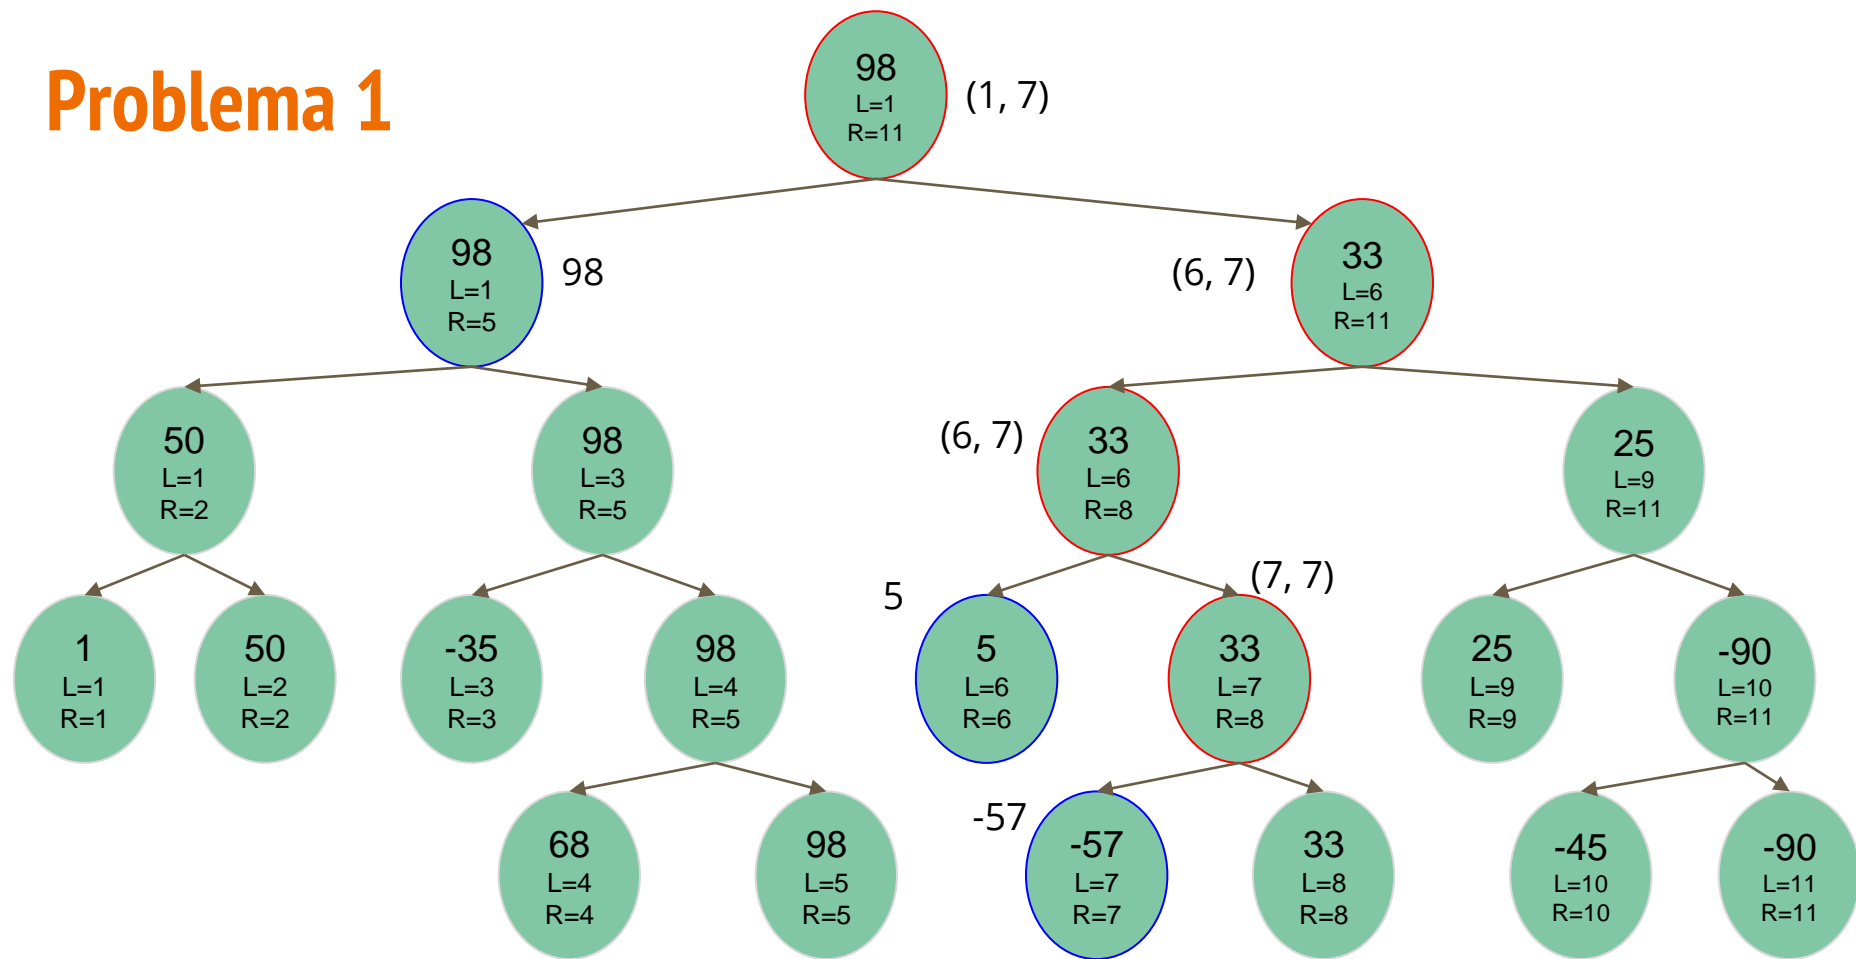 Problema 1
98
L=1
R=11
(1, 7)
98
L=1
R=5
98
(6, 7)
33
L=6
R=11
50
L=1
R=2
98
L=3
R=5
(6, 7)
33
L=6
R=8
25
L=9
R=11
1
L=1
R=1
50
L=2
R=2
-35
L=3
R=3
98
L=4
R=5
5
5
L=6
R=6
(7, 7)
33
L=7
R=8
25
L=9
R=9
-90
L=10
R=11
68
L=4
R=4
98
L=5
R=5
-57
-57
L=7
R=7
33
L=8
R=8
-45
L=10
R=10
-90
L=11
R=11